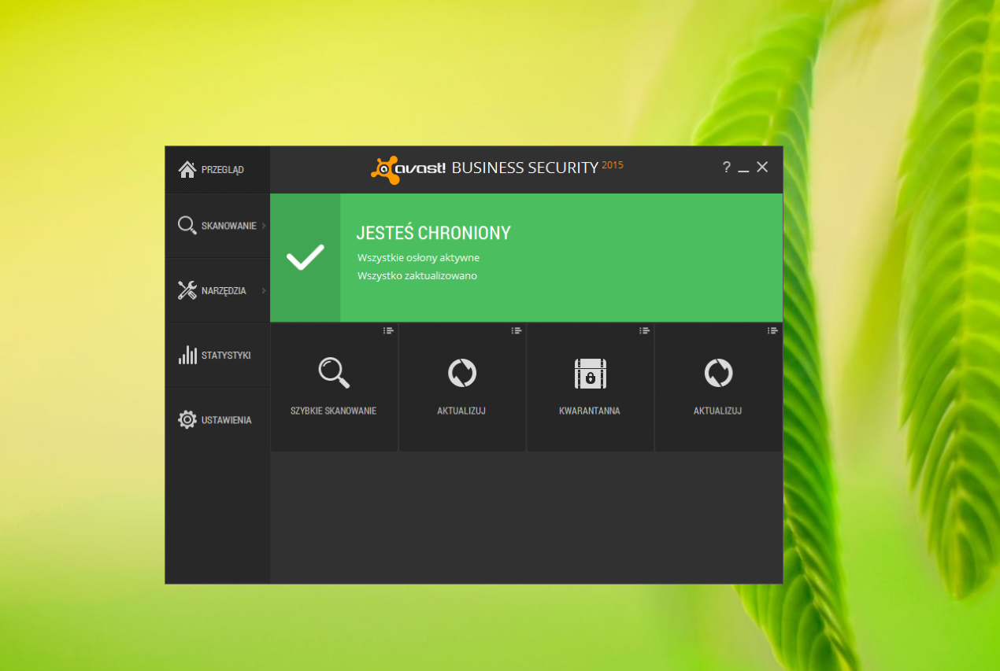 PRZEGLĄD
avast! BUSINESS SECURITY 2015
?
SKANOWANIE
NARZĘDZIA
STATYSTYKI
USTAWIENIA
JESTEŚ CHRONIONY
Wszystkie osłony aktywne
Wszystko zaktualizowano
SZYBKIE SKANOWANIE
AKTUALIZUJ
KWARANTANNA
AKTUALIZUJ